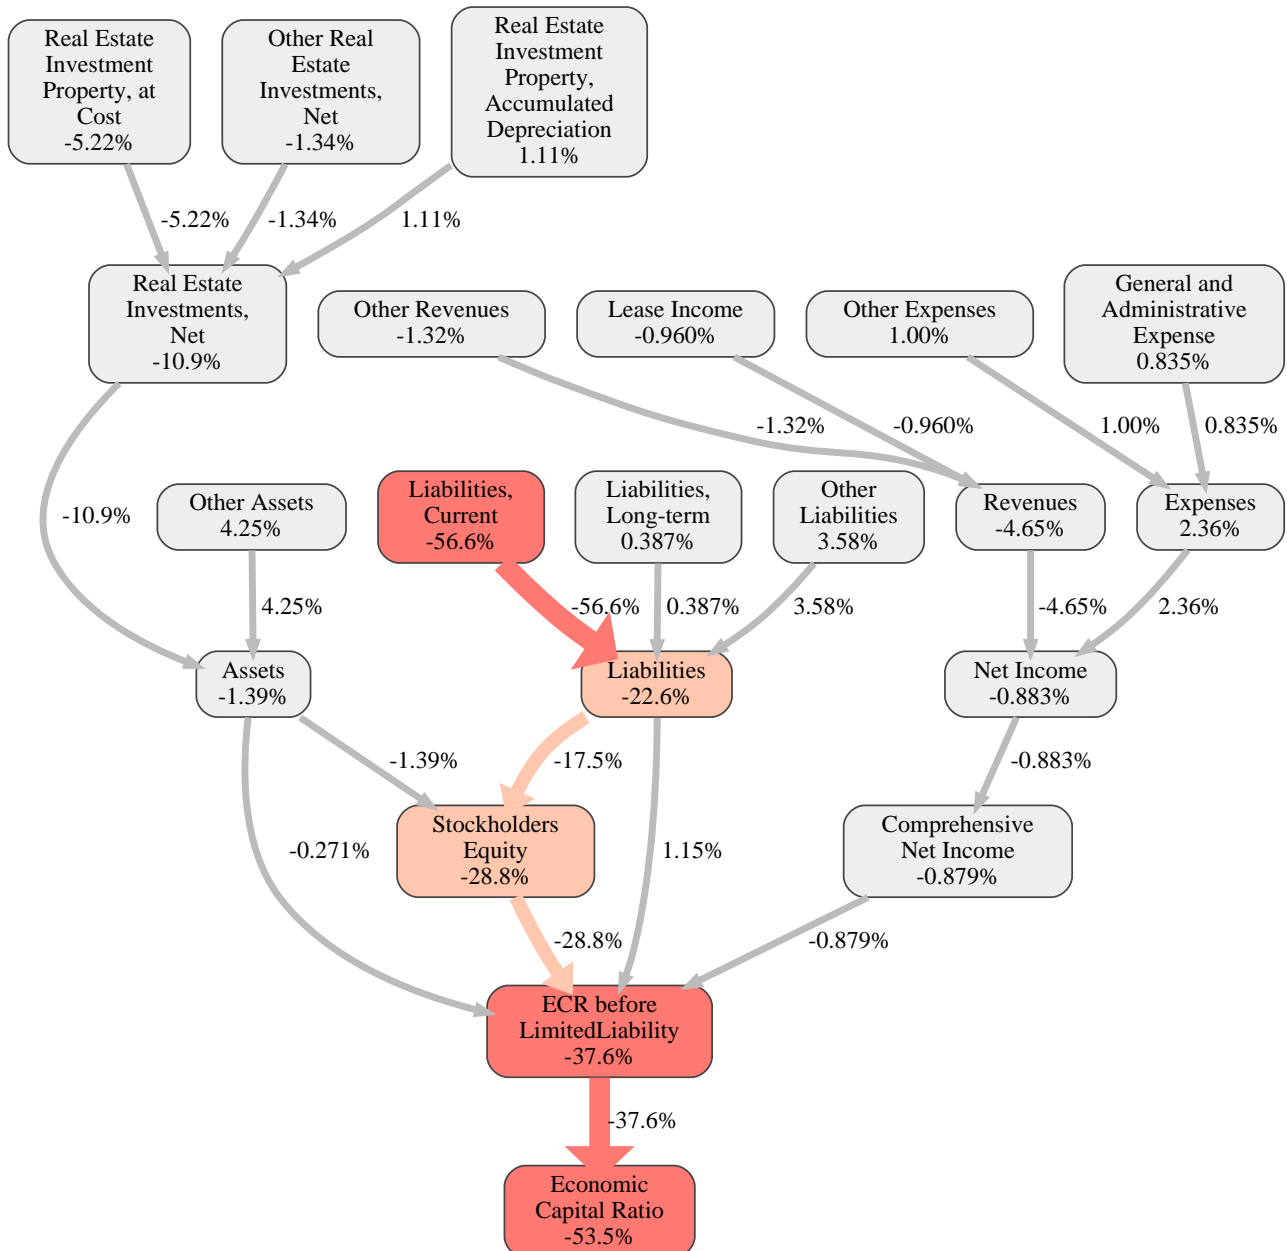 Real Estate
Investment
Property, at
Cost
-5.22%
Other Real
Estate
Investments,
Net
-1.34%
Real Estate
Investment
Property,
Accumulated
Depreciation
1.11%
-5.22%
-1.34%
1.11%
Real Estate
Investments,
Net
-10.9%
Other Revenues
-1.32%
Lease Income
-0.960%
Other Expenses
1.00%
General and
Administrative
Expense
0.835%
-1.32%
-0.960%
1.00%
0.835%
-10.9%
Other Assets
4.25%
Liabilities,
Current
-56.6%
Liabilities,
Long-term
0.387%
Other
Liabilities
3.58%
Revenues
-4.65%
Expenses
2.36%
4.25%
-56.6%
0.387%
3.58%
-4.65%
2.36%
Assets
-1.39%
Liabilities
-22.6%
Net Income
-0.883%
-1.39%
-17.5%
-0.883%
-0.271%
Stockholders
Equity
-28.8%
1.15%
Comprehensive
Net Income
-0.879%
-28.8%
-0.879%
ECR before
LimitedLiability
-37.6%
-37.6%
Economic
Capital Ratio
-53.5%